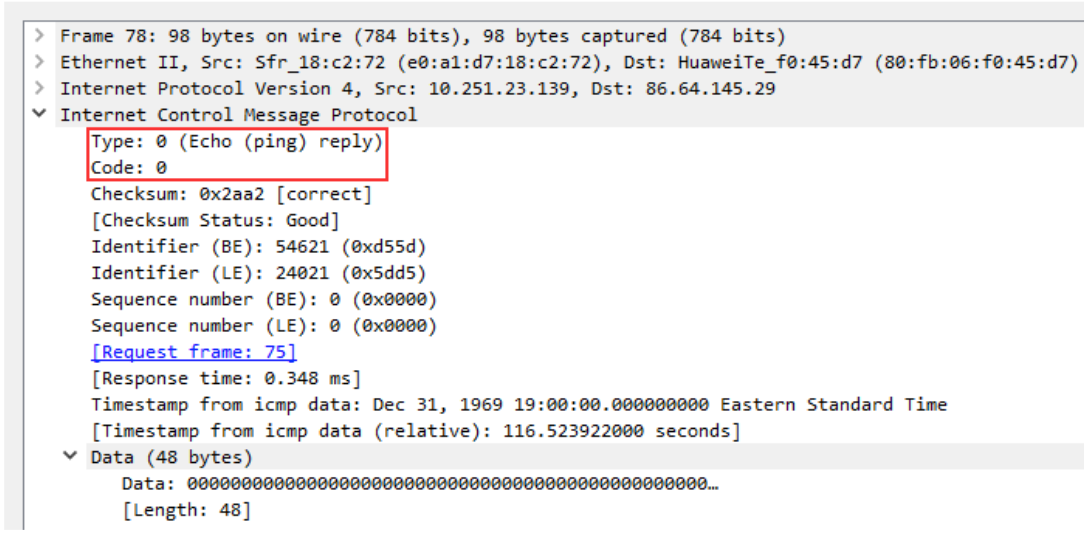 > Frame 78: 98 bytes on wire (784 bits), 98 bytes captured (784 bits)
> Ethernet II, Src: Sfr_18:c2:72 (e0:a1:d7:18:c2:72), Dst: HuaweiTe_f0:45:d7 (80:fb:06:f0:45:d7)
> Internet Protocol Version 4, Src: 10.251.23.139, Dst: 86.64.145.29
Internet Control Message Protocol
Type: 0 (Echo (ping) reply)
Code: 0
Checksum: 0x2aa2 [correct]
[Checksum Status: Good]
Identifier (BE): 54621 (0xd55d)
Identifier (LE): 24021 (0x5dd5)
Sequence number (BE): 0 (0x0000)
Sequence number (LE): 0 (0x0000)
[Request frame: 75]
[Response time: 0.348 ms]
Timestamp from icmp data: Dec 31, 1969 19:00:00.000000000 Eastern Standard Time
[Timestamp from icmp data (relative): 116.523922000 seconds]
Data (48 bytes)
Data: 000000000000000000000000000000000000000000000000…
[Length: 48]